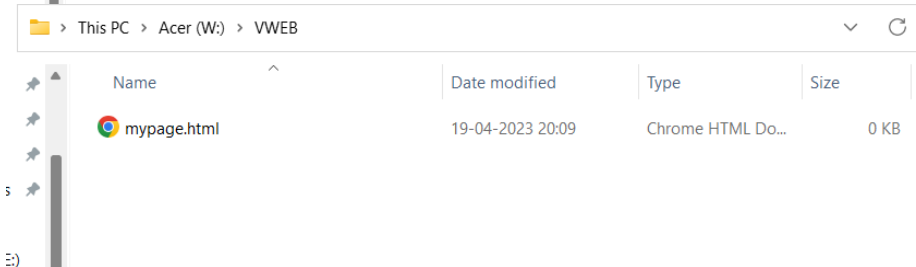 This PC > Acer (W:) > VWEB
Name Date modified Type Size
mypage.html 19-04-2023 20:09 Chrome HTML Do... 0 KB
s
E:)